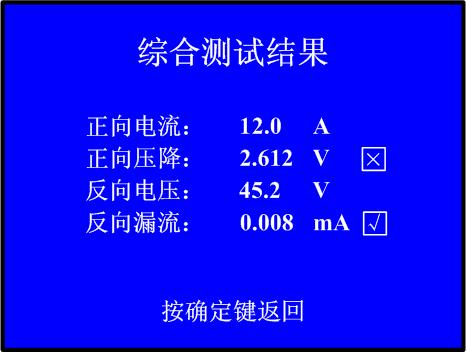 综合测试结果
正向电流： 12.0 A
正向压降： 2.612 V ☒
反向电压： 45.2 V
反向漏流： 0.008 mA ☑
按确定键返回